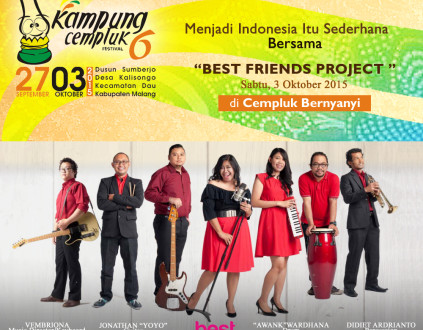 Kampung
Cempluk 6
FESTIVAL
27 03
SEPTEMBER OKTOBER
2015
Dusun Sumberjo
Desa Kalisongo
Kecamatan Dau
Kabupaten Malang
Menjadi Indonesia Itu Sederhana
Bersama
“BEST FRIENDS PROJECT ”
Sabtu, 3 Oktober 2015
di Cempluk Bernyanyi
VEMBRIONA
JONATHAN "YOYO"
best
"AWANK"WARDHANA
DIDIIT ARDRIANTO